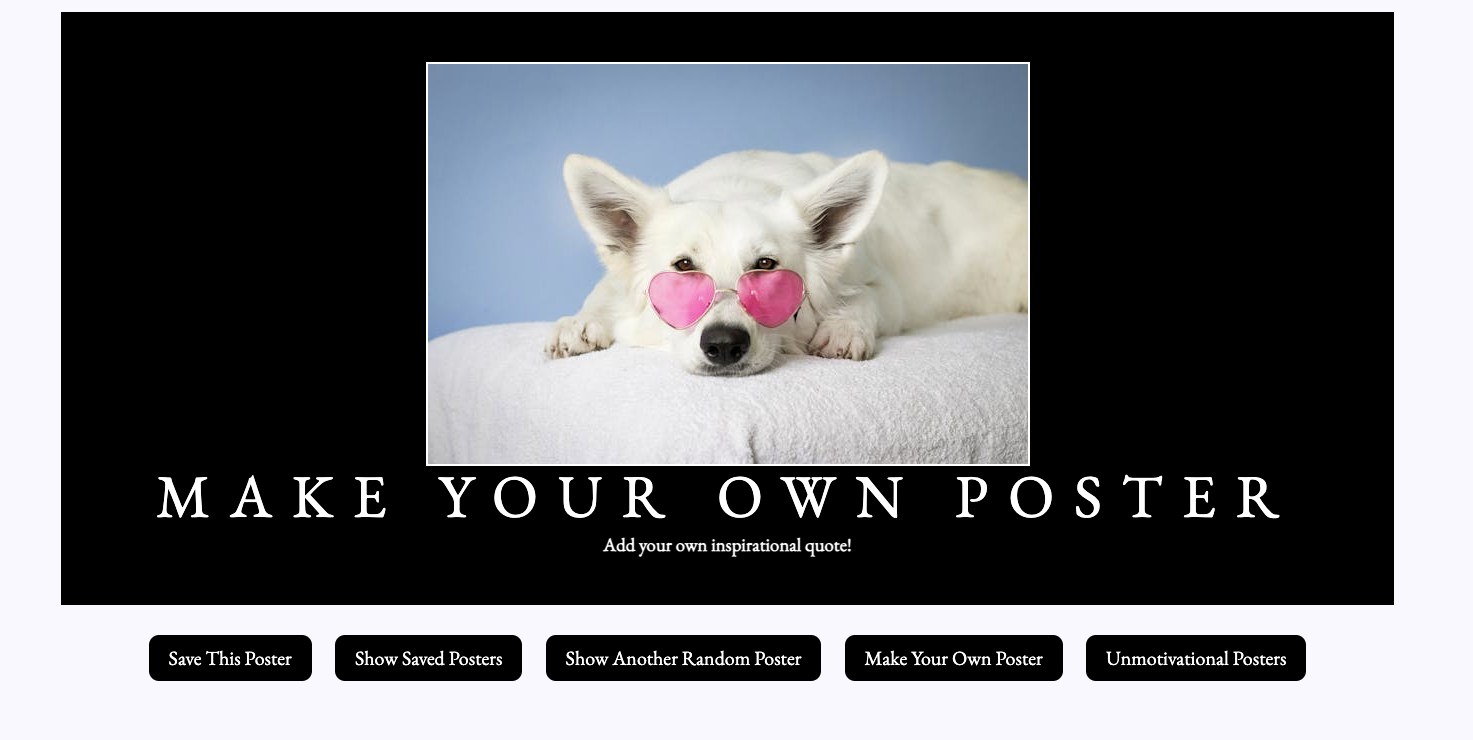 MAKE YOUR OWN POSTER
Add your own inspirational quote!
Save This Poster
Show Saved Posters
Show Another Random Poster
Make Your Own Poster
Unmotivational Posters